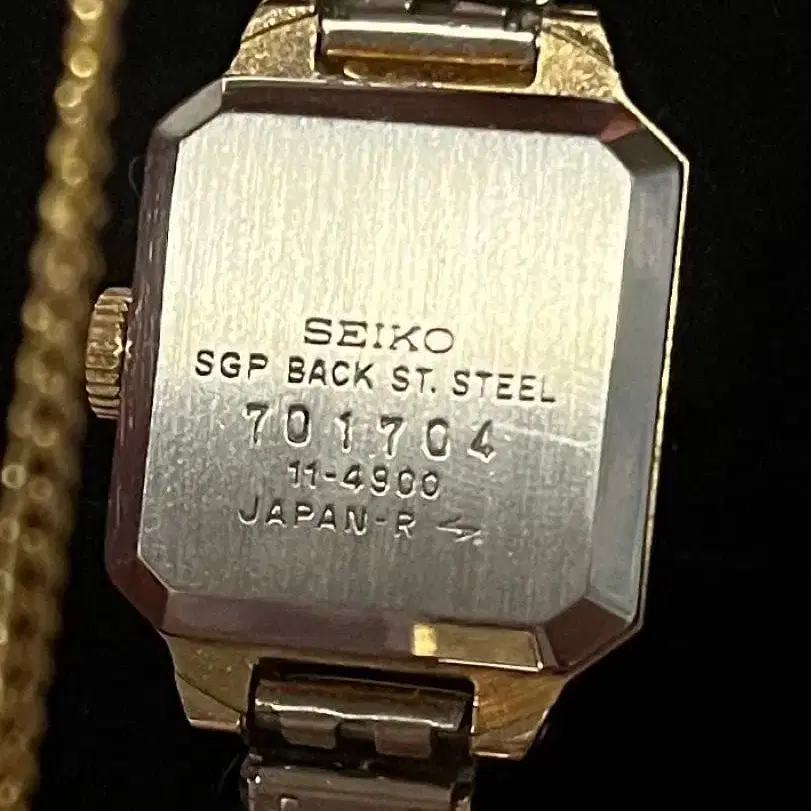 SEIKO
SGP BACK ST. STEEL
701704
11-4900
JAPAN-R